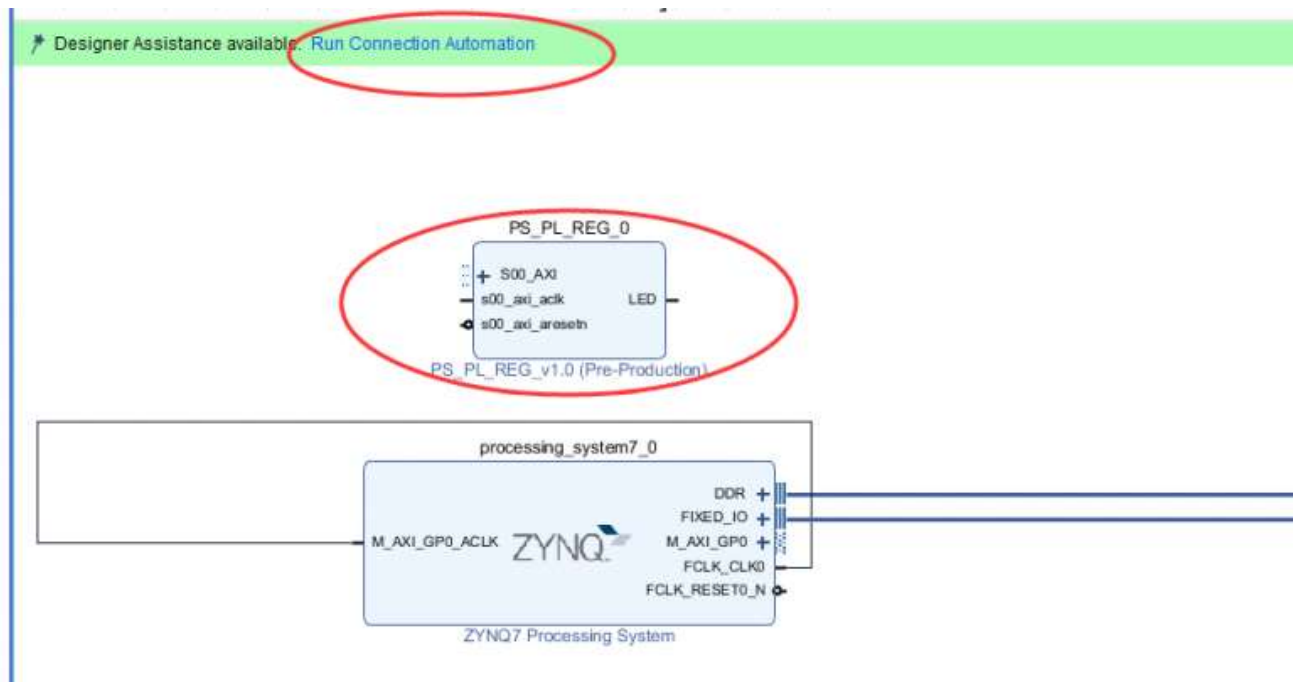 Designer Assistance available. Run Connection Automation
PS_PL_REG_0
S00_AXI
s00_axi_aclk LED
s00_axi_aresetn
PS_PL_REG_v1.0 (Pre-Production)
processing_system7_0
DDR
FIXED_IO
M_AXI_GP0_ACLK ZYNQ M_AXI_GP0
FCLK_CLK0
FCLK_RESET0_N
ZYNQ7 Processing System